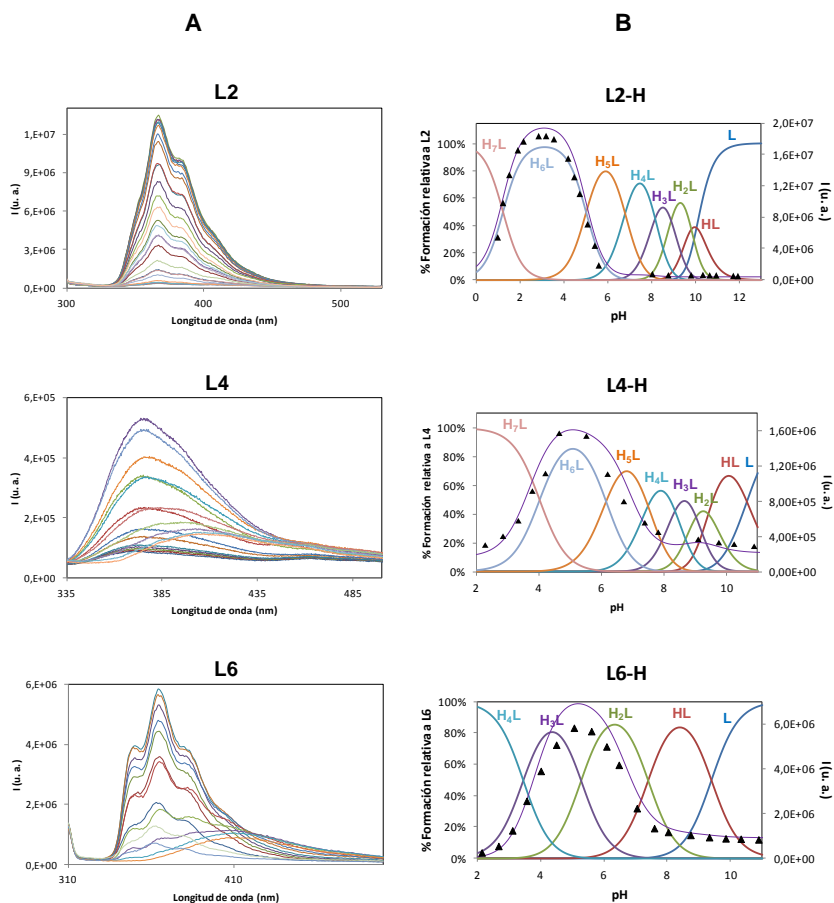 A B
L2
1,E+07
9,E+06
6,E+06
3,E+06
0,E+00
300 400 500
Longitud de onda (nm)
I (u. a.)
L2-H
100%
80%
60%
40%
20%
0%
% Formación relativa a L2
H7L
H6L
H5L
H4L
H3L
H2L
HL
L
2,0E+07
1,6E+07
1,2E+07
8,0E+06
4,0E+06
0,0E+00
I (u. a.)
0 2 4 6 8 10 12
pH
L4
6,E+05
4,E+05
2,E+05
0,E+00
335 385 435 485
Longitud de onda (nm)
I (u. a.)
L4-H
100%
80%
60%
40%
20%
0%
% Formación relativa a L4
H7L
H6L
H5L
H4L
H3L
H2L
HL
L
1,60E+06
1,20E+06
8,00E+05
4,00E+05
0,00E+00
I (u. a.)
2 4 6 8 10
pH
L6
6,E+06
4,E+06
2,E+06
0,E+00
310 410
Longitud de onda (nm)
I (u. a.)
L6-H
100%
80%
60%
40%
20%
0%
% Formación relativa a L6
H4L
H3L
H2L
HL
L
6,0E+06
4,0E+06
2,0E+06
0,0E+00
I (u. a.)
2 4 6 8 10
pH